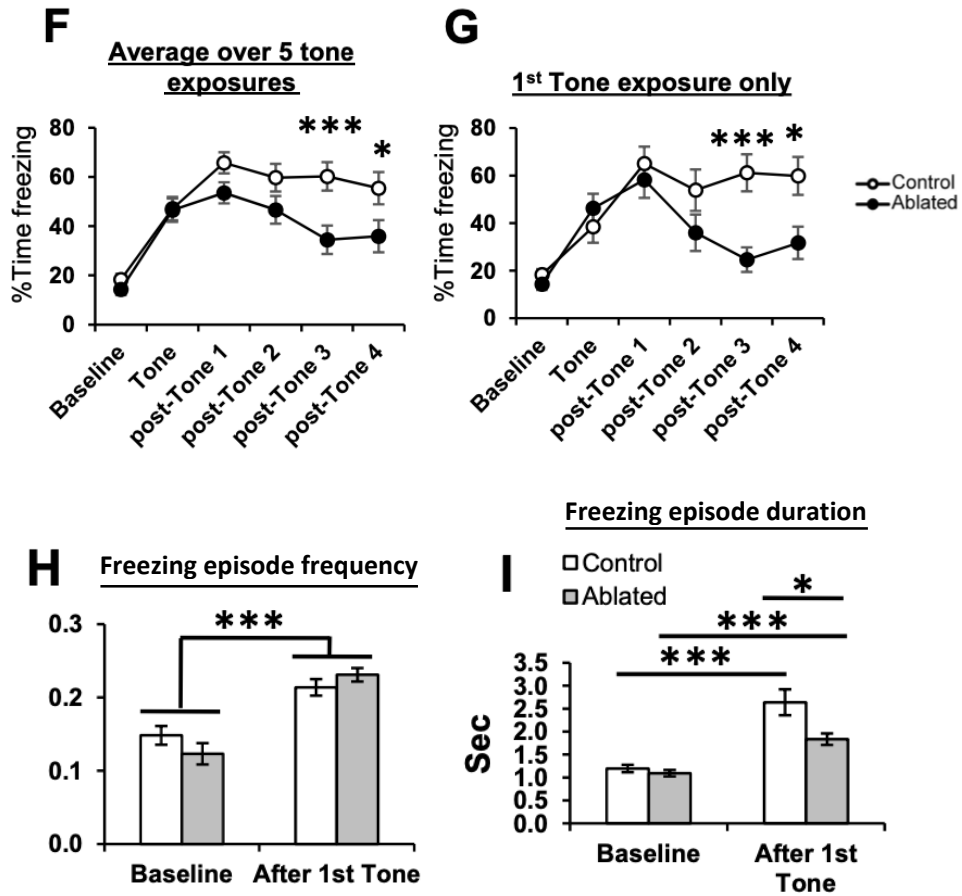 F
Average over 5 tone
exposures
%Time freezing
80
60
40
20
0
***
*
Baseline
Tone
post-Tone 1
post-Tone 2
post-Tone 3
post-Tone 4
G
1st Tone exposure only
%Time freezing
80
60
40
20
0
***
*
Baseline
Tone
post-Tone 1
post-Tone 2
post-Tone 3
post-Tone 4
Control
Ablated
H
Freezing episode frequency
***
0.3
0.2
0.1
0.0
Baseline
After 1st Tone
I
Freezing episode duration
Control
Ablated
*
***
***
Sec
3.5
3.0
2.5
2.0
1.5
1.0
0.5
0.0
Baseline
After 1st
Tone